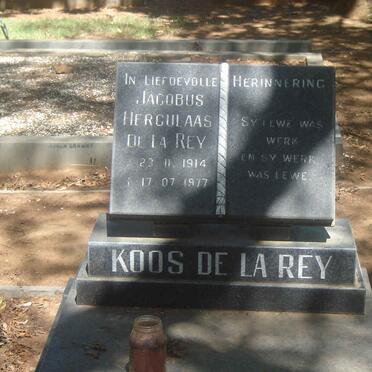 IN LIEFDEVOLLE
JACOBUS
HERCULAAS
DE LA REY
* 23.11.1914
† 17.07.1977
HERINNERING
SY LEWE WAS
WERK
EN SY WERK
WAS LEWE
KOOS DE LA REY